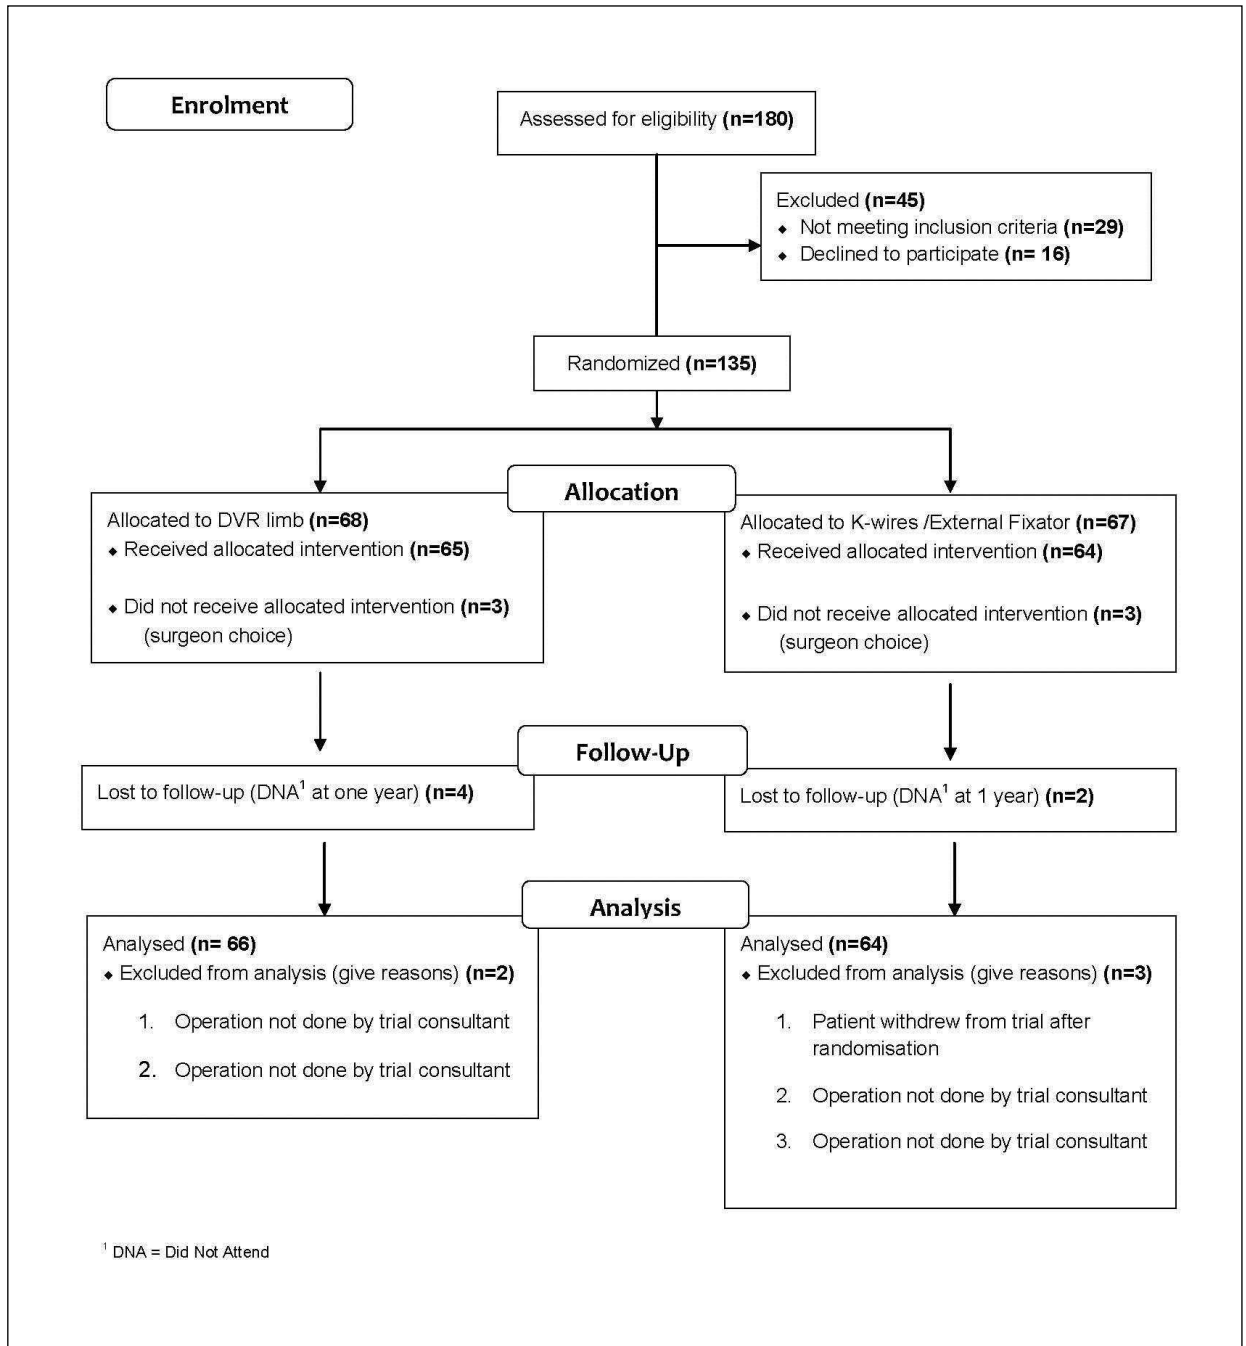 Enrolment
Assessed for eligibility (n=180)
Excluded (n=45)
⬥ Not meeting inclusion criteria (n=29)
⬥ Declined to participate (n= 16)
Randomized (n=135)
Allocation
Allocated to DVR limb (n=68)
⬥ Received allocated intervention (n=65)
⬥ Did not receive allocated intervention (n=3)
(surgeon choice)
Allocated to K-wires /External Fixator (n=67)
⬥ Received allocated intervention (n=64)
⬥ Did not receive allocated intervention (n=3)
(surgeon choice)
Follow-Up
Lost to follow-up (DNA¹ at one year) (n=4)
Lost to follow-up (DNA¹ at 1 year) (n=2)
Analysis
Analysed (n= 66)
⬥ Excluded from analysis (give reasons) (n=2)
1. Operation not done by trial consultant
2. Operation not done by trial consultant
Analysed (n=64)
⬥ Excluded from analysis (give reasons) (n=3)
1. Patient withdrew from trial after
randomisation
2. Operation not done by trial consultant
3. Operation not done by trial consultant
¹ DNA = Did Not Attend